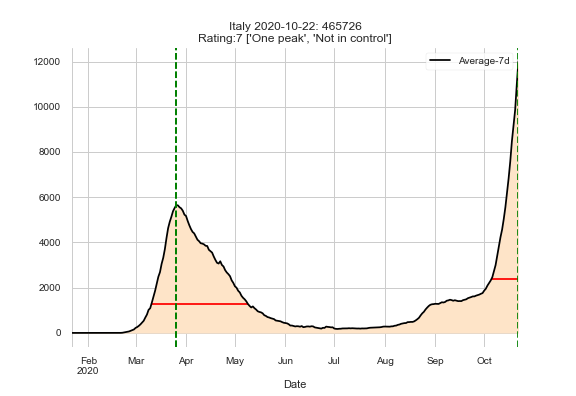 Italy 2020-10-22: 465726
Rating:7 ['One peak', 'Not in control']
Average-7d
12000
10000
8000
6000
4000
2000
0
Feb Mar Apr May Jun Jul Aug Sep Oct
2020
Date